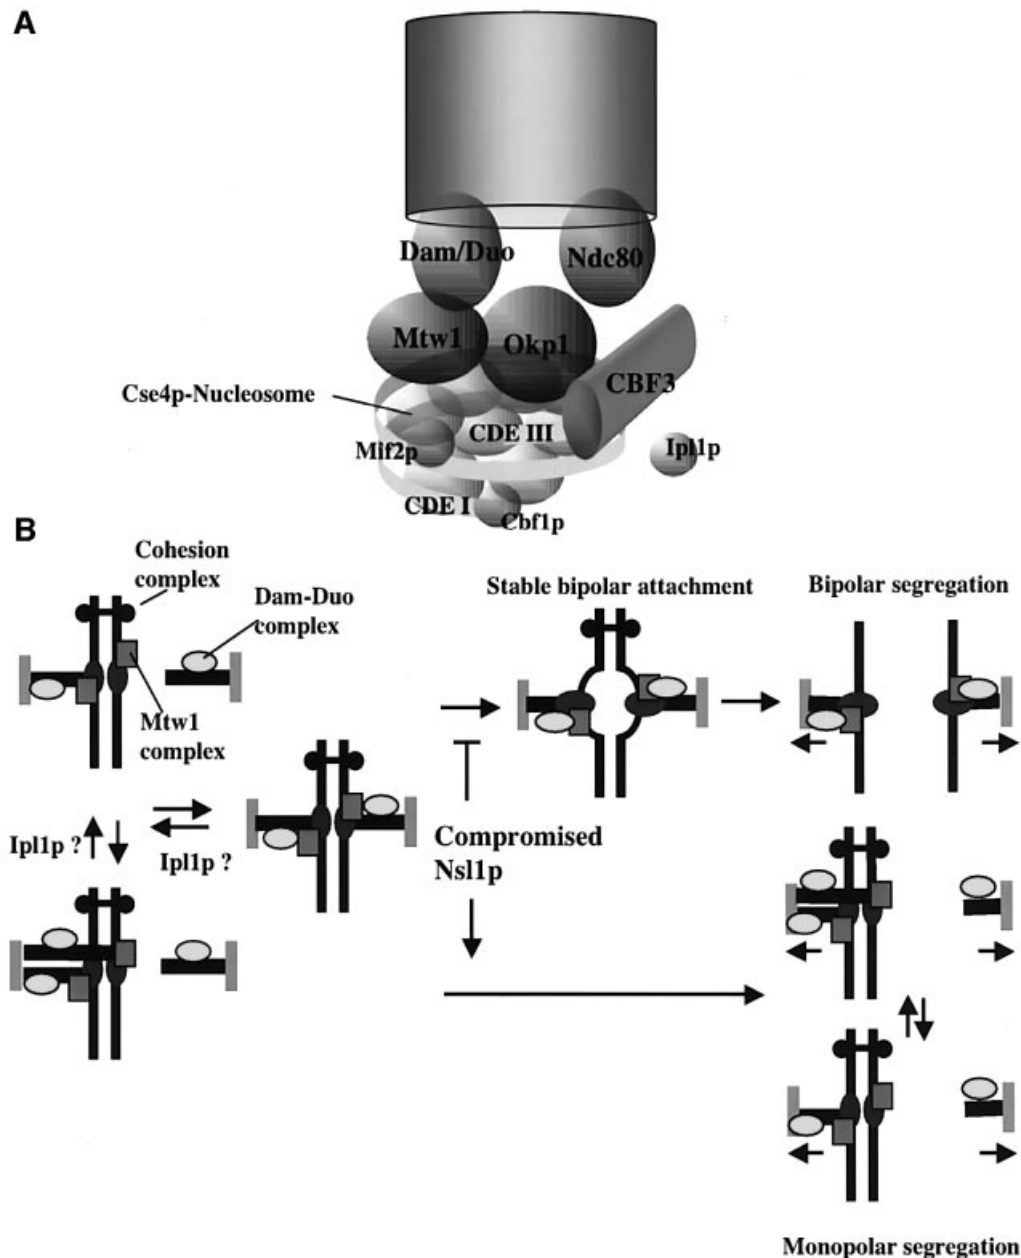 A
Dam/Duo
Ndc80
Mtw1
Okp1
CBF3
Cse4p-Nucleosome
CDE III
Mif2p
Ipl1p
CDE I
Cbf1p
B
Cohesion
complex
Dam-Duo
complex
Mtw1
complex
Ipl1p ?
Ipl1p ?
Stable bipolar attachment
Bipolar segregation
Compromised
Nsl1p
Monopolar segregation